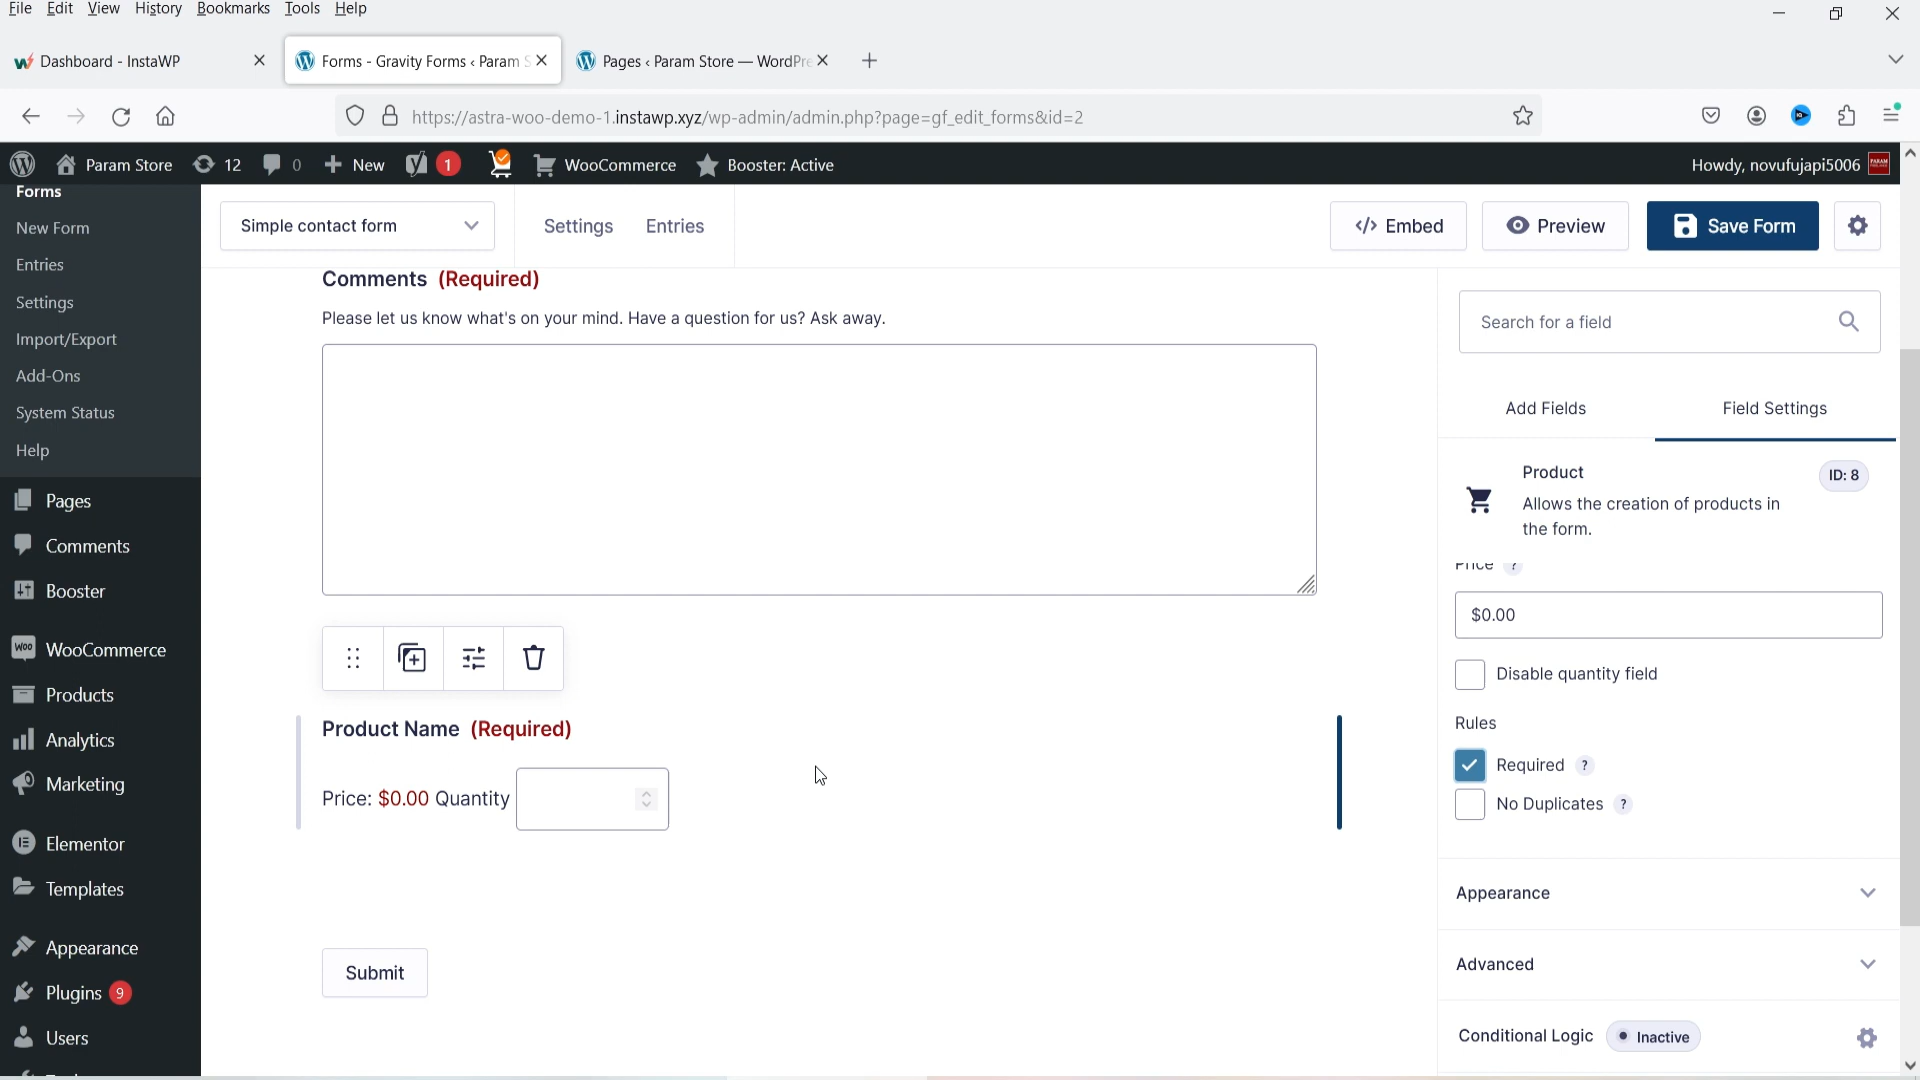 File Edit View History Bookmarks Tools Help
Dashboard - InstaWP
Forms - Gravity Forms ‹ Param S
Pages ‹ Param Store — WordPre
https://astra-woo-demo-1.instawp.xyz/wp-admin/admin.php?page=gf_edit_forms&id=2
Param Store 12 0 New 1 WooCommerce Booster: Active
Howdy, novufujapi5006
Forms
New Form
Entries
Settings
Import/Export
Add-Ons
System Status
Help
Pages
Comments
Booster
WooCommerce
Products
Analytics
Marketing
Elementor
Templates
Appearance
Plugins 9
Users
Simple contact form
Settings Entries
Embed
Preview
Save Form
Comments (Required)
Please let us know what's on your mind. Have a question for us? Ask away.
Product Name (Required)
Price: $0.00 Quantity
Submit
Search for a field
Add Fields Field Settings
Product
ID: 8
Allows the creation of products in
the form.
Price ?
$0.00
Disable quantity field
Rules
Required ?
No Duplicates ?
Appearance
Advanced
Conditional Logic Inactive